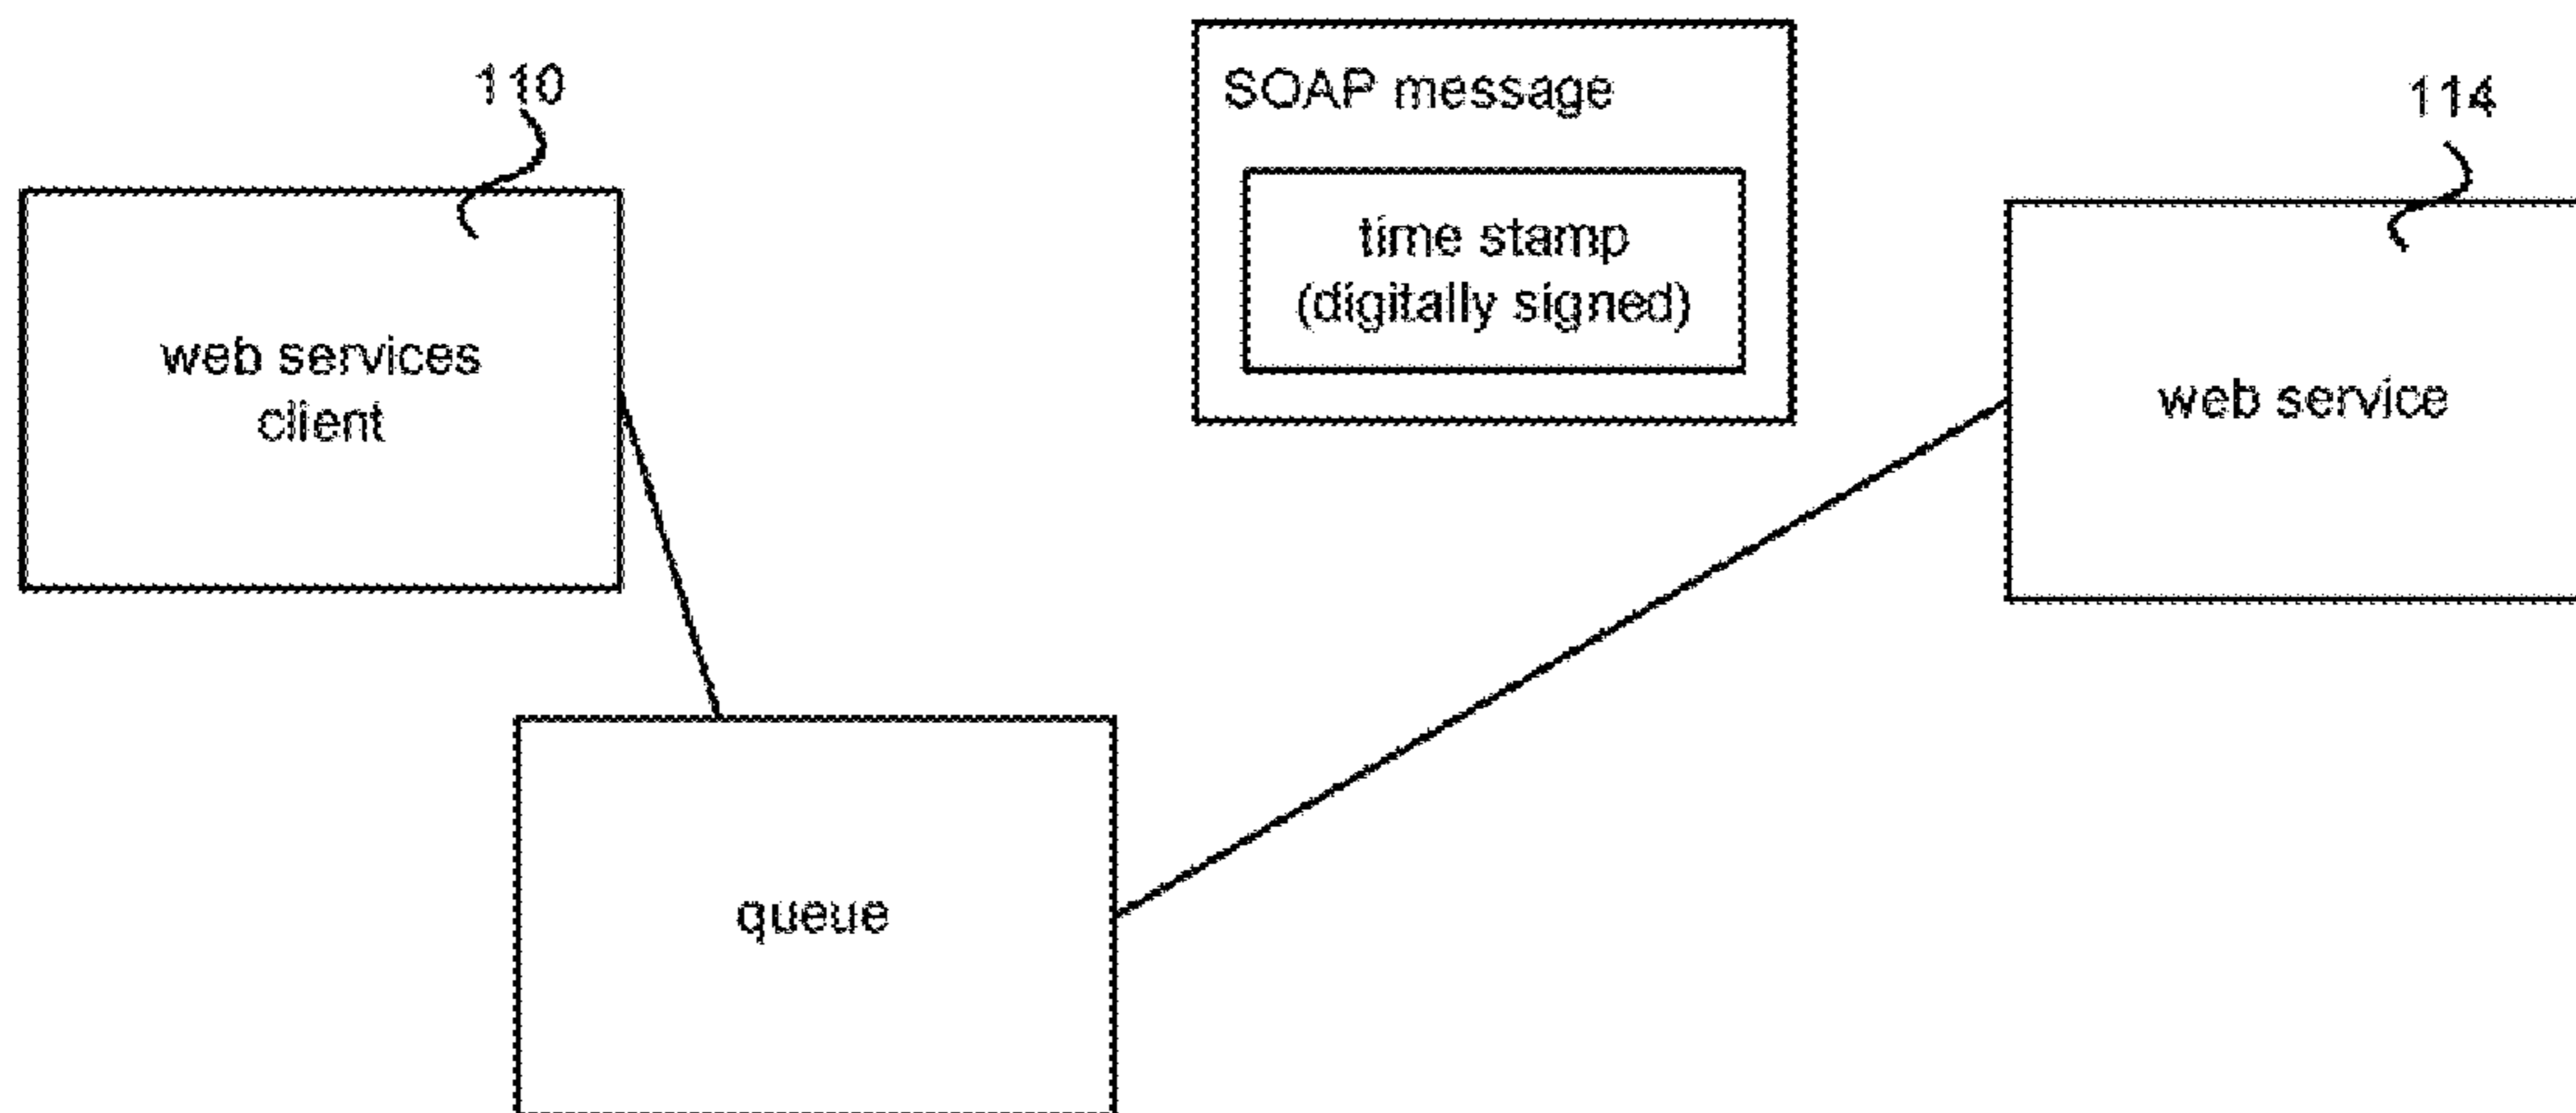 110
SOAP message
114
time stamp
(digitally signed)
web services
client
web service
queue